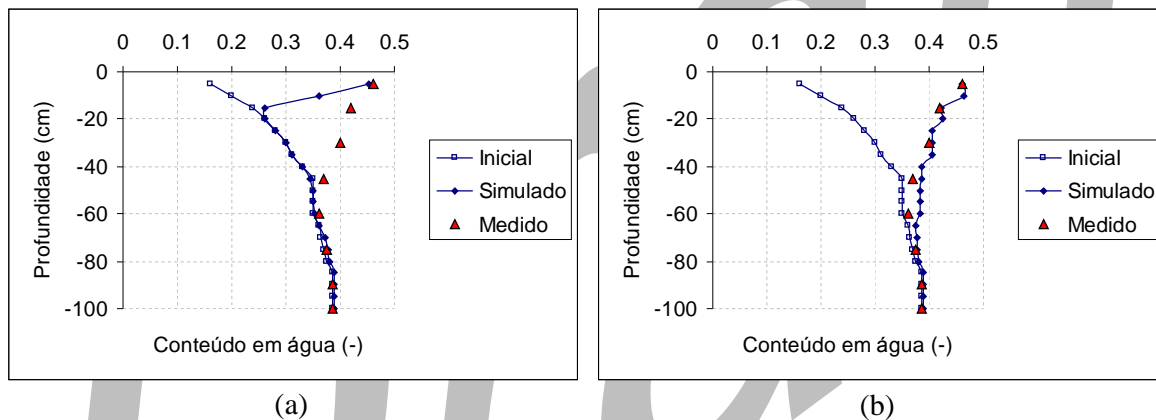 0 0.1 0.2 0.3 0.4 0.5
0
-20
-40
-60
-80
-100
Profundidade (cm)
Conteúdo em água (-)
Inicial
Simulado
Medido
(a)
0 0.1 0.2 0.3 0.4 0.5
0
-20
-40
-60
-80
-100
Profundidade (cm)
Conteúdo em água (-)
Inicial
Simulado
Medido
(b)